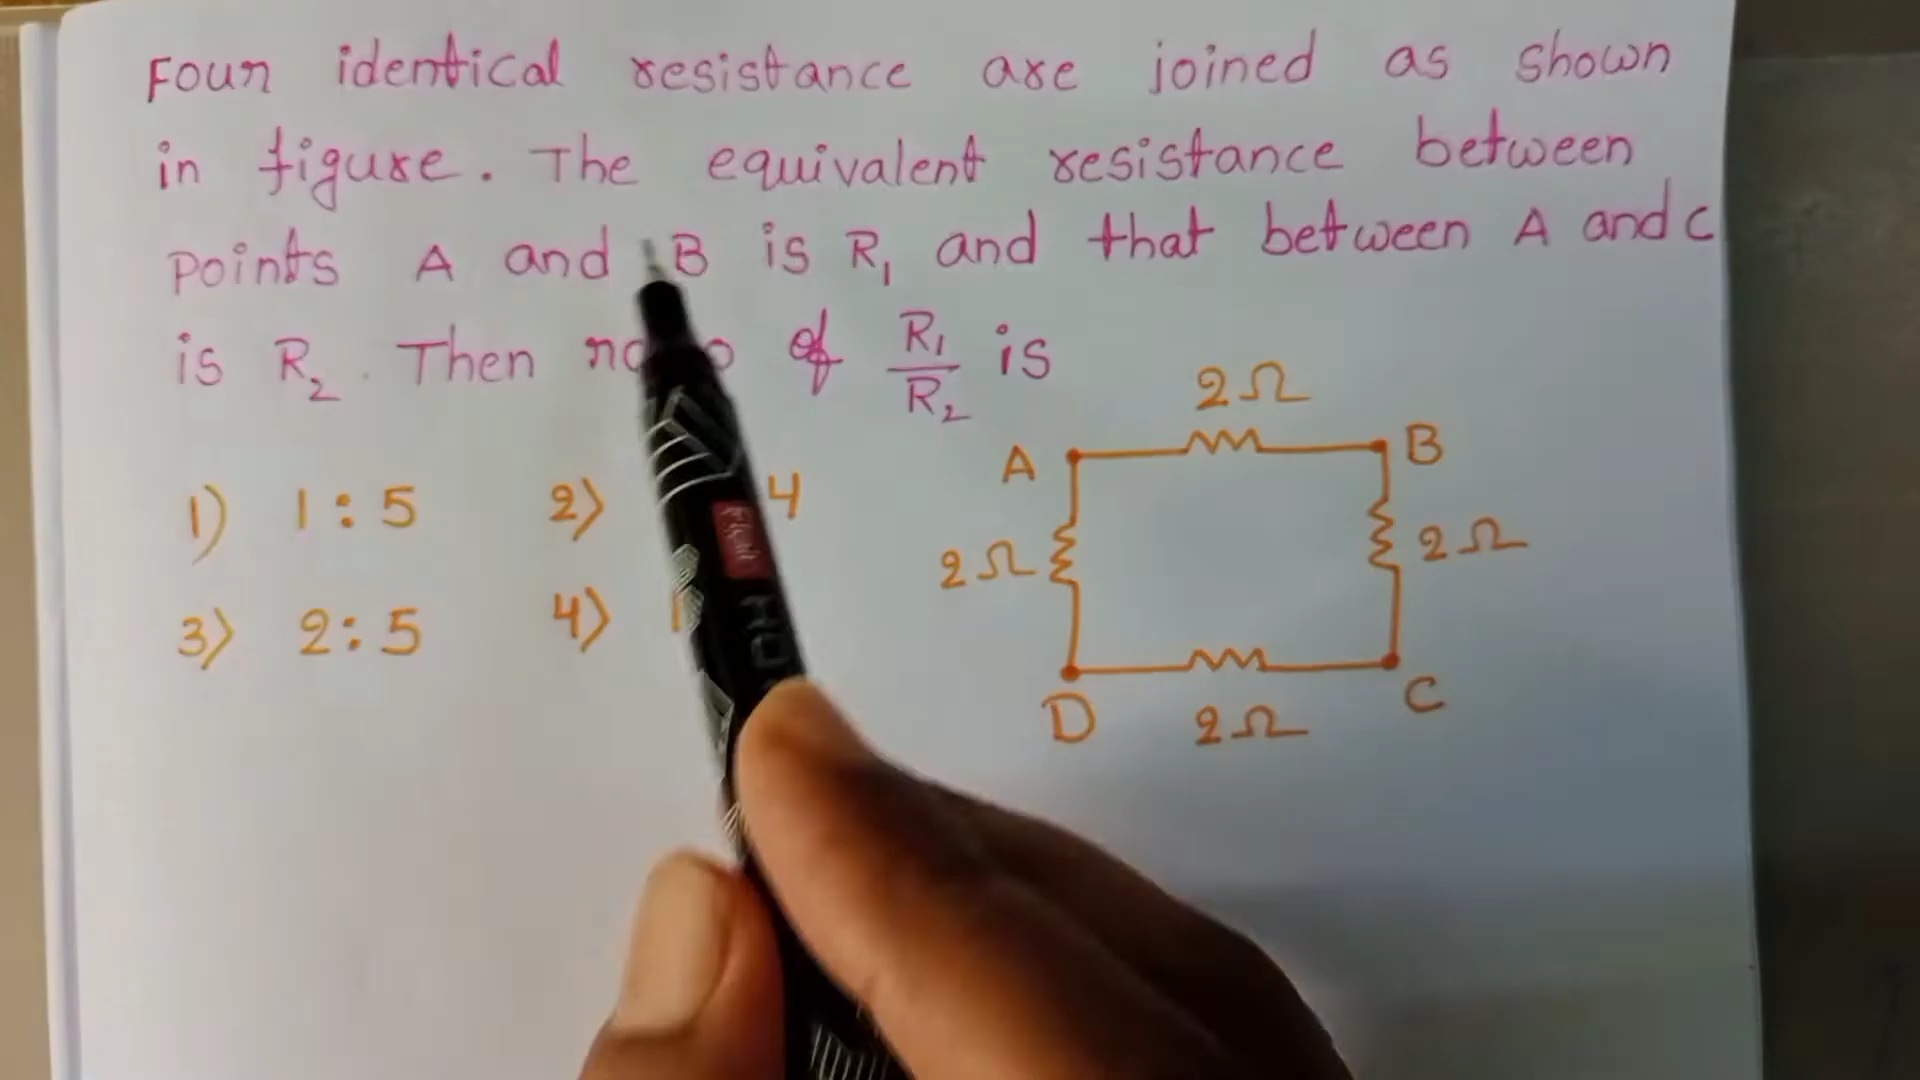 Four identical resistance are joined as shown
in figure. The equivalent resistance between
points A and B is R₁ and that between A and C
is R₂. Then of R₁/R₂ is
1) 1:5 2) 4
3) 2:5 4) 1
2Ω
A B
2Ω 2Ω
D C
2Ω